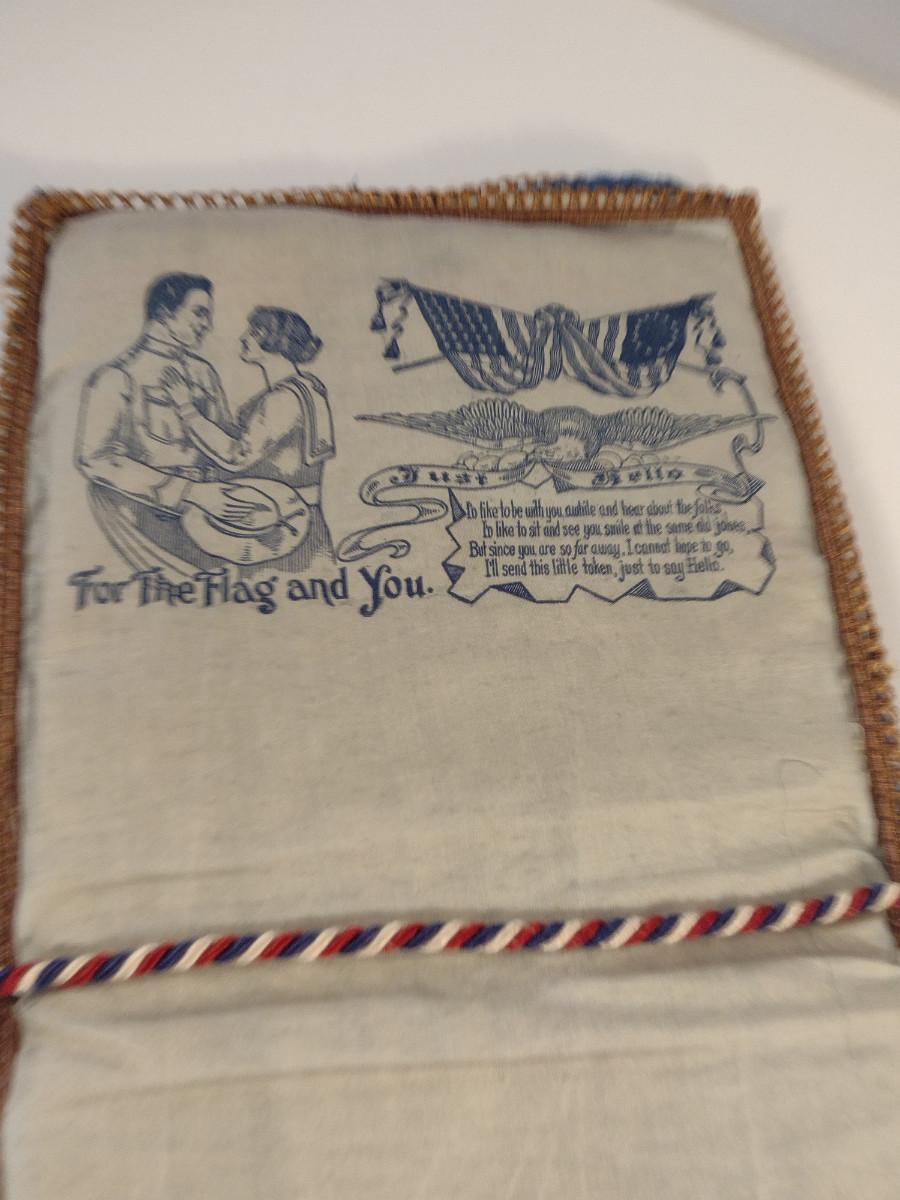 For The Flag and You.
Just Hello
I'd like to be with you awhile and hear about the folks,
I'd like to sit and see you smile at the same old jokes,
But since you are so far away, I cannot hope to go,
I'll send this little token, just to say Hello.